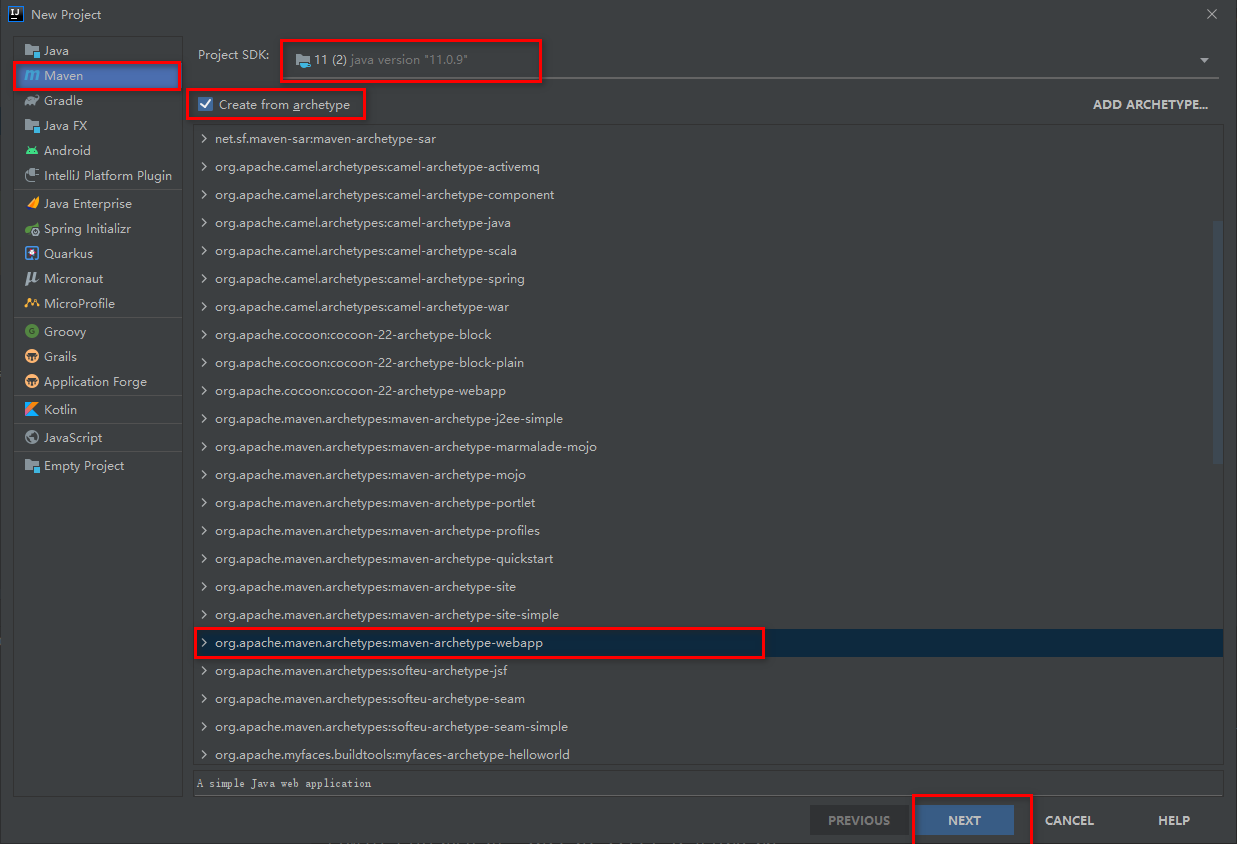 New Project
Java
Maven
Gradle
Java FX
Android
IntelliJ Platform Plugin
Java Enterprise
Spring Initializr
Quarkus
Micronaut
MicroProfile
Groovy
Grails
Application Forge
Kotlin
JavaScript
Empty Project
Project SDK: 11 (2) java version "11.0.9"
Create from archetype ADD ARCHETYPE...
net.sf.maven-sar:maven-archetype-sar
org.apache.camel.archetypes:camel-archetype-activemq
org.apache.camel.archetypes:camel-archetype-component
org.apache.camel.archetypes:camel-archetype-java
org.apache.camel.archetypes:camel-archetype-scala
org.apache.camel.archetypes:camel-archetype-spring
org.apache.camel.archetypes:camel-archetype-war
org.apache.cocoon:cocoon-22-archetype-block
org.apache.cocoon:cocoon-22-archetype-block-plain
org.apache.cocoon:cocoon-22-archetype-webapp
org.apache.maven.archetypes:maven-archetype-j2ee-simple
org.apache.maven.archetypes:maven-archetype-marmalade-mojo
org.apache.maven.archetypes:maven-archetype-mojo
org.apache.maven.archetypes:maven-archetype-portlet
org.apache.maven.archetypes:maven-archetype-profiles
org.apache.maven.archetypes:maven-archetype-quickstart
org.apache.maven.archetypes:maven-archetype-site
org.apache.maven.archetypes:maven-archetype-site-simple
org.apache.maven.archetypes:maven-archetype-webapp
org.apache.maven.archetypes:softeu-archetype-jsf
org.apache.maven.archetypes:softeu-archetype-seam
org.apache.maven.archetypes:softeu-archetype-seam-simple
org.apache.myfaces.buildtools:myfaces-archetype-helloworld
A simple Java web application
PREVIOUS NEXT CANCEL HELP